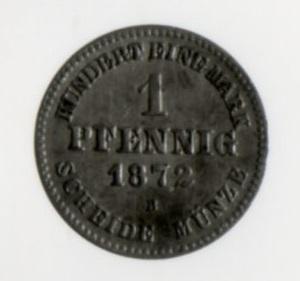 HUNDERT EINE MARK
1
PFENNIG
1872
B
SCHEIDE MÜNZE